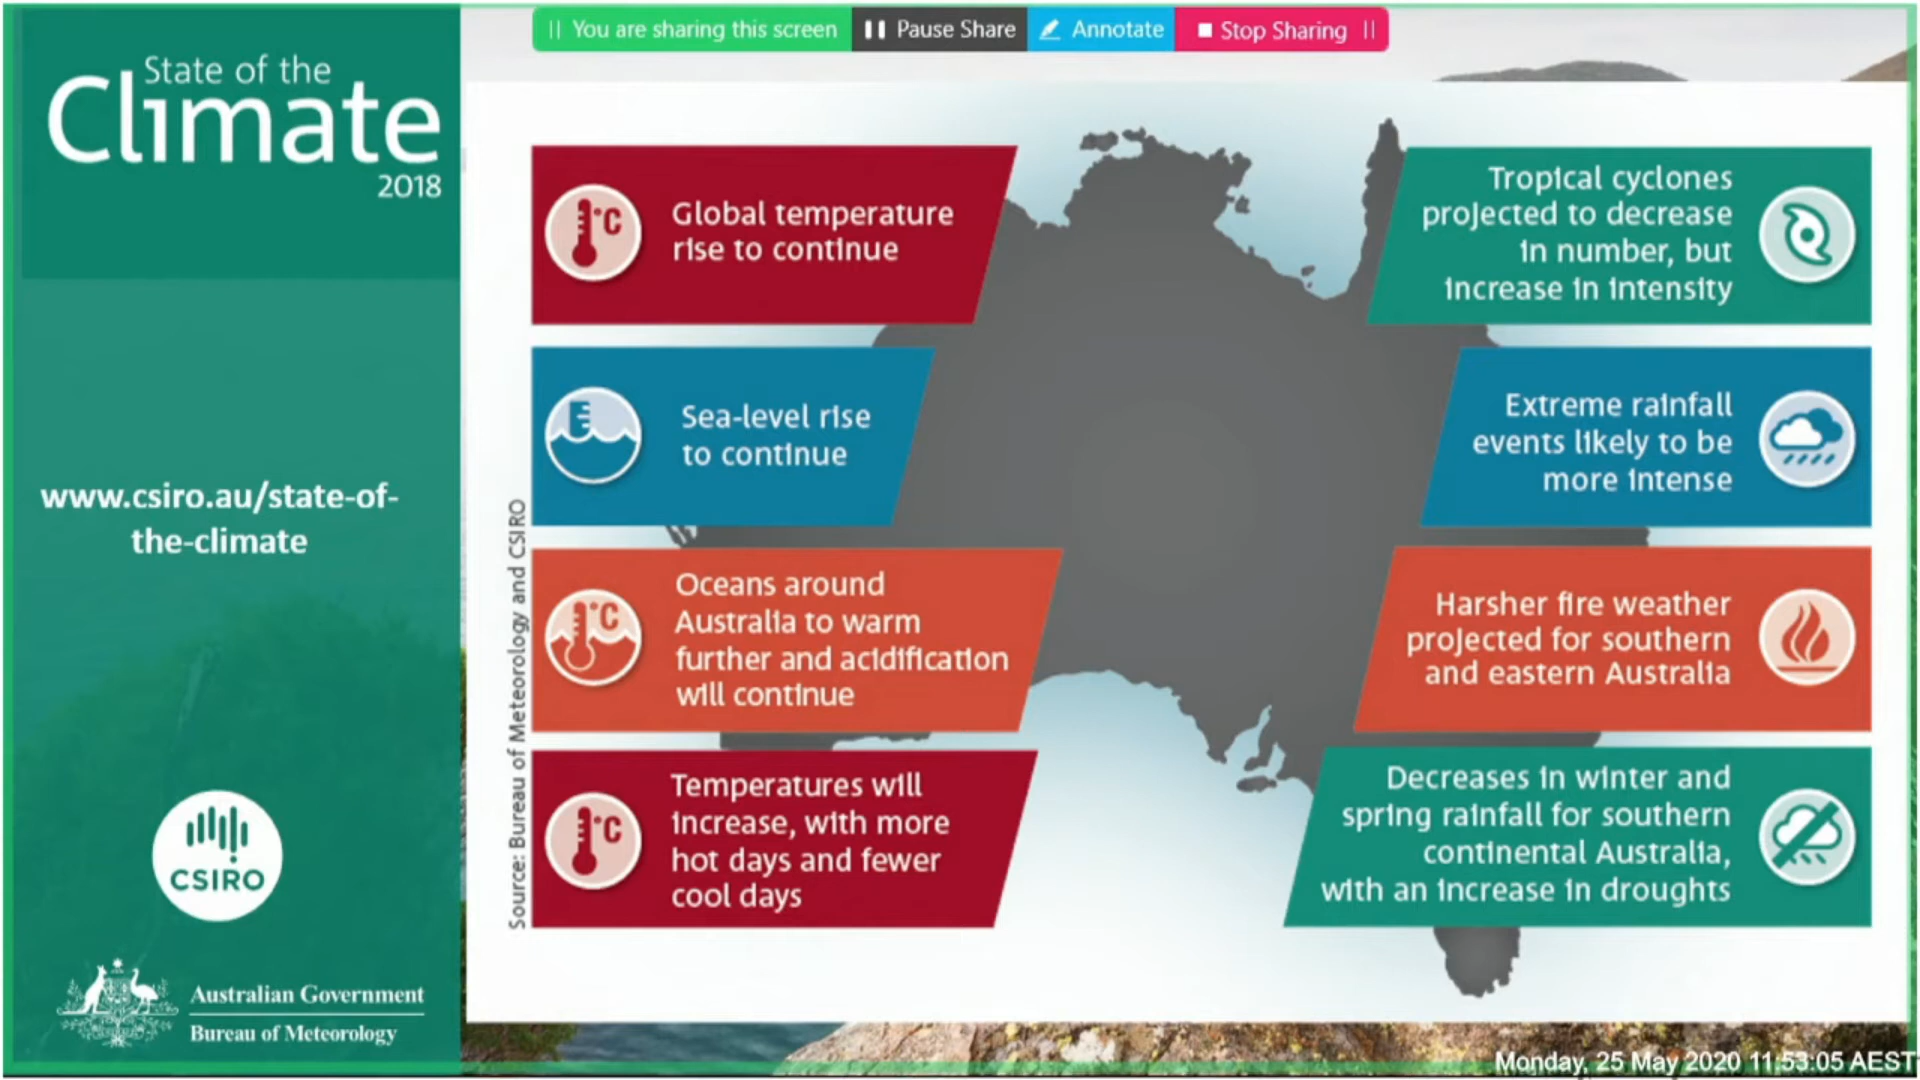 You are sharing this screen
Pause Share
Annotate
Stop Sharing
State of the
Climate
2018
www.csiro.au/state-of-
the-climate
CSIRO
Australian Government
Bureau of Meteorology
Source: Bureau of Meteorology and CSIRO
°C
Global temperature
rise to continue
Sea-level rise
to continue
°C
Oceans around
Australia to warm
further and acidification
will continue
°C
Temperatures will
increase, with more
hot days and fewer
cool days
Tropical cyclones
projected to decrease
in number, but
increase in intensity
Extreme rainfall
events likely to be
more intense
Harsher fire weather
projected for southern
and eastern Australia
Decreases in winter and
spring rainfall for southern
continental Australia,
with an increase in droughts
Monday, 25 May 2020 11:53:05 AEST